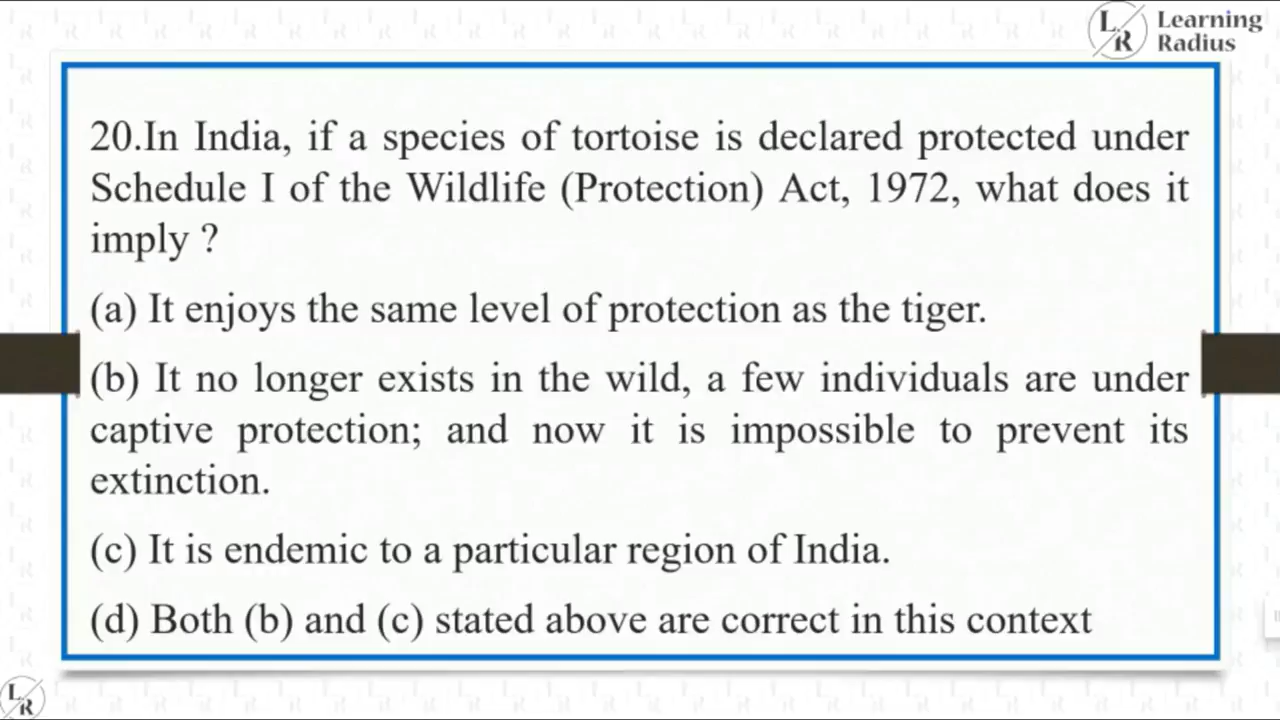 Learning
Radius
20.In India, if a species of tortoise is declared protected under
Schedule I of the Wildlife (Protection) Act, 1972, what does it
imply ?
(a) It enjoys the same level of protection as the tiger.
(b) It no longer exists in the wild, a few individuals are under
captive protection; and now it is impossible to prevent its
extinction.
(c) It is endemic to a particular region of India.
(d) Both (b) and (c) stated above are correct in this context
L
R